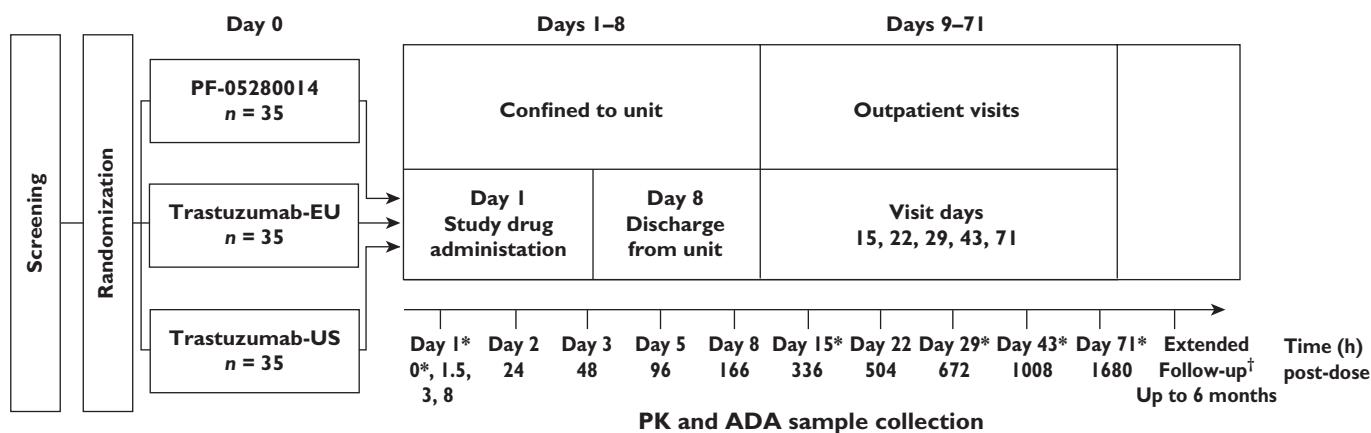 Day 0
Days 1–8
Days 9–71
Screening
Randomization
PF-05280014
n = 35
Trastuzumab-EU
n = 35
Trastuzumab-US
n = 35
Confined to unit
Outpatient visits
Day 1
Study drug
administation
Day 8
Discharge
from unit
Visit days
15, 22, 29, 43, 71
Day 1* Day 2 Day 3 Day 5 Day 8 Day 15* Day 22 Day 29* Day 43* Day 71* Extended Time (h)
0*, 1.5, 24 48 96 166 336 504 672 1008 1680 Follow-up† post-dose
3, 8 Up to 6 months
PK and ADA sample collection